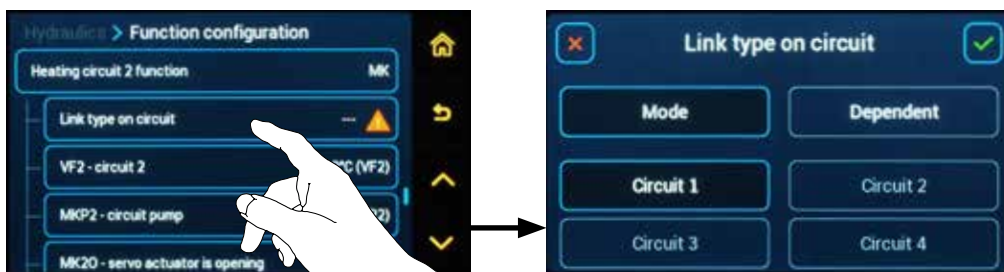 Hydraulics > Function configuration
Heating circuit 2 function MK
Link type on circuit ---
VF2 - circuit 2 °C (VF2)
MKP2 - circuit pump 2)
MK2O - servo actuator is opening
Link type on circuit
Mode Dependent
Circuit 1 Circuit 2
Circuit 3 Circuit 4